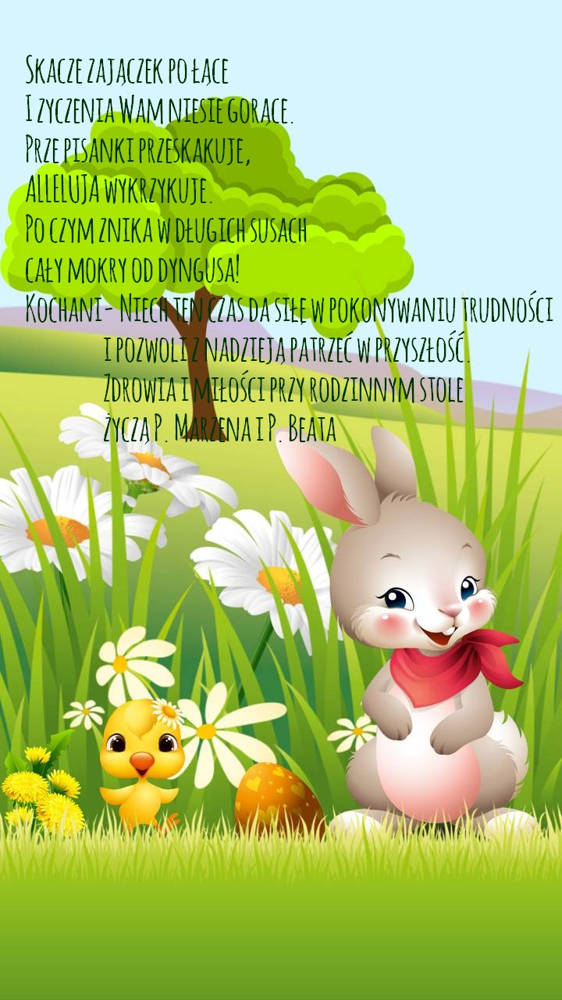 Skacze zajączek po łące
I zyczenia Wam niesie gorące.
Prze pisanki przeskakuje,
ALLELUJA wykrzykuje.
Po czym znika w długich susach
cały mokry od dyngusa!
Kochani - Niech ten czas da siłę w pokonywaniu trudności
i pozwoli z nadzieją patrzeć w przyszłość.
Zdrowia i miłości przy rodzinnym stole
życzą P. Marzena i P. Beata